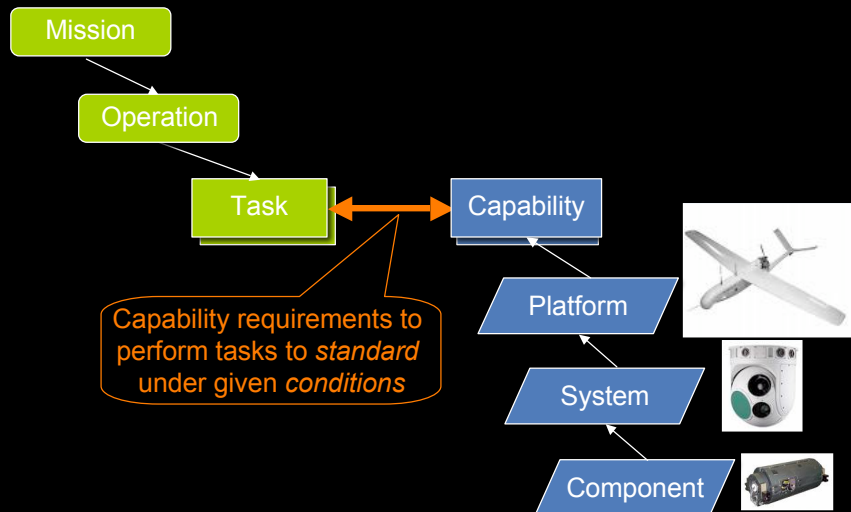 Mission
Operation
Task
Capability
Capability requirements to
perform tasks to standard
under given conditions
Platform
System
Component